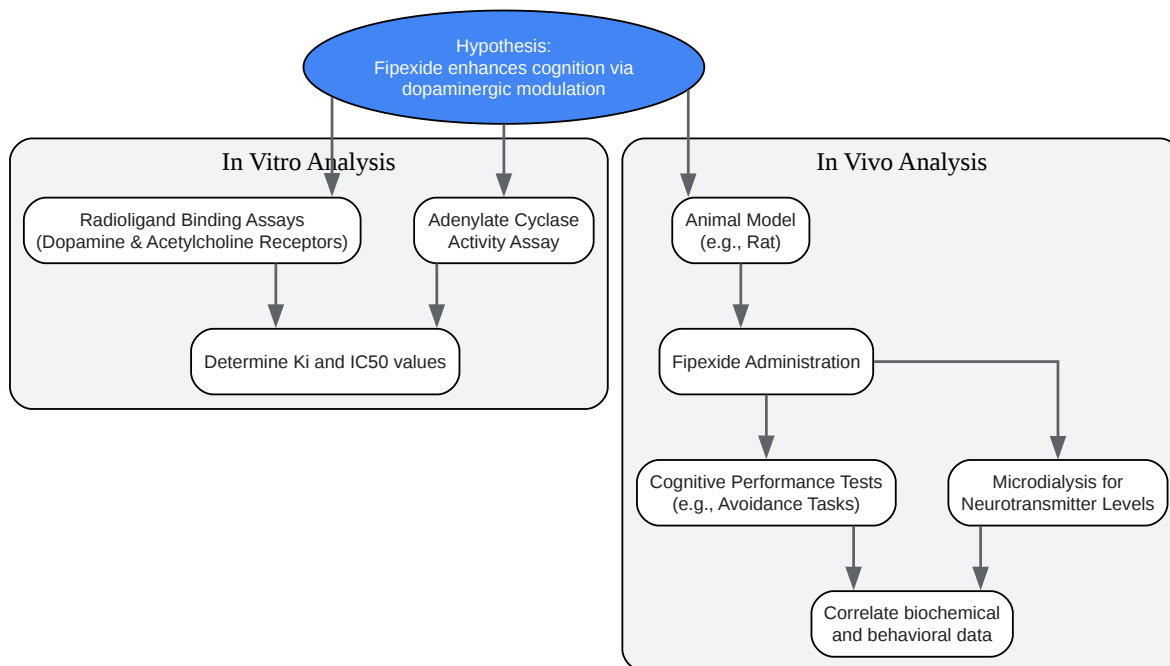 Hypothesis:
Fipexide enhances cognition via
dopaminergic modulation
In Vitro Analysis
Radioligand Binding Assays
(Dopamine & Acetylcholine Receptors)
Adenylate Cyclase
Activity Assay
Determine Ki and IC50 values
In Vivo Analysis
Animal Model
(e.g., Rat)
Fipexide Administration
Cognitive Performance Tests
(e.g., Avoidance Tasks)
Microdialysis for
Neurotransmitter Levels
Correlate biochemical
and behavioral data